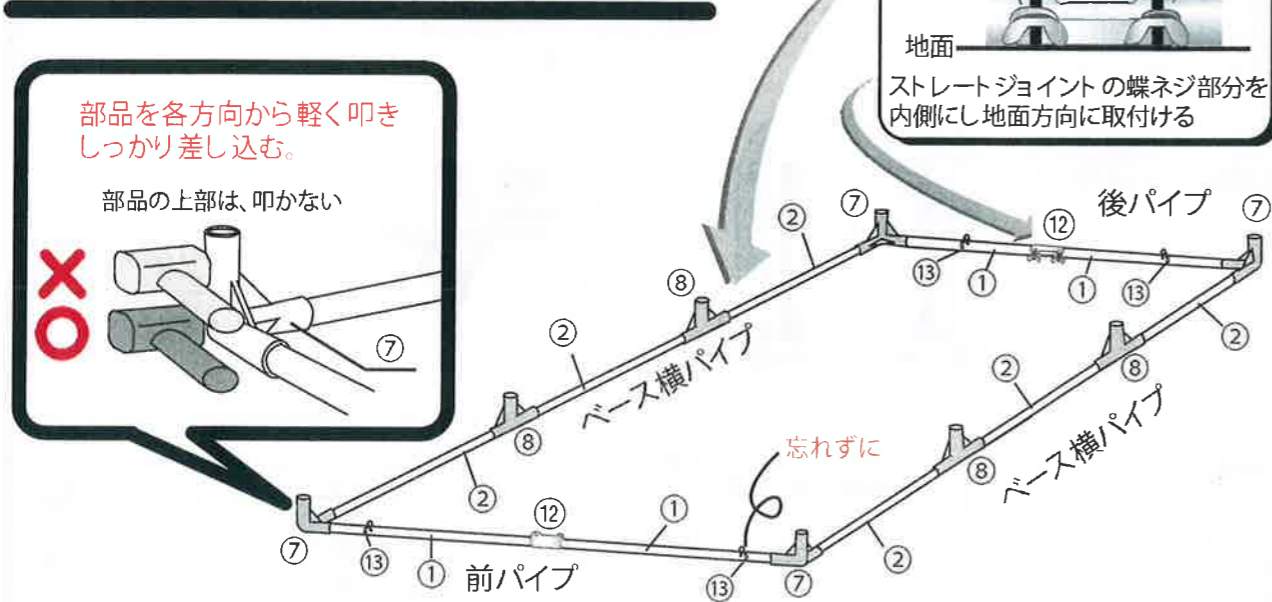 地面
ストレートジョイントの蝶ネジ部分を
内側にし地面方向に取付ける
部品を各方向から軽く叩き
しっかり差し込む。
部品の上部は、叩かない
⑦
後パイプ
⑦
⑫
⑦
②
⑬
①
①
⑬
⑧
②
②
ベース横パイプ
⑧
②
⑧
②
⑧
ベース横パイプ
②
忘れずに
⑦
⑬
①
⑫
①
前パイプ
⑬
⑦